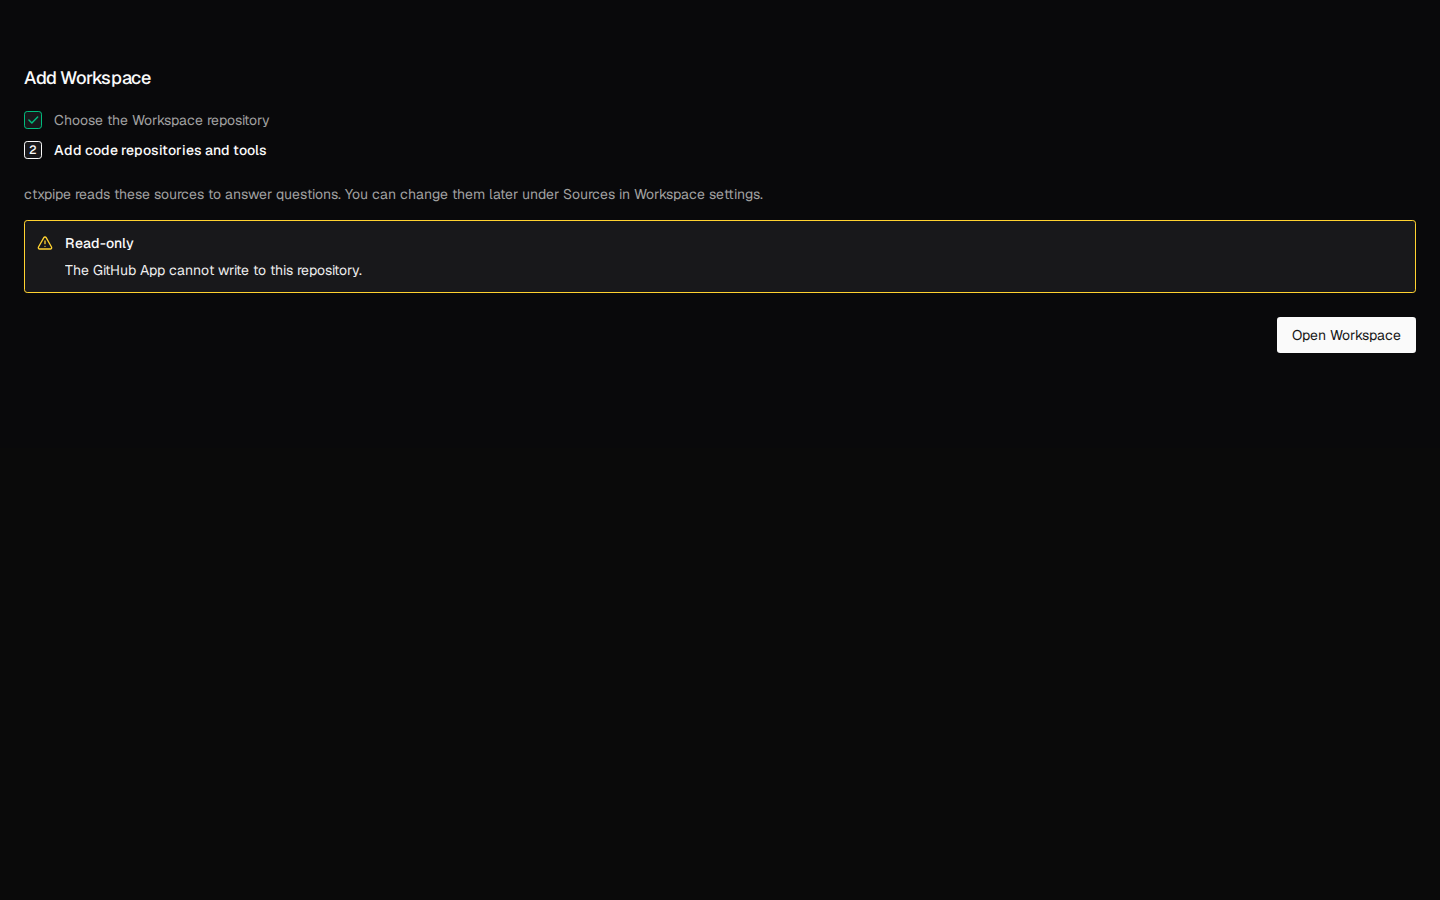 Add Workspace
Choose the Workspace repository
2 Add code repositories and tools
ctxpipe reads these sources to answer questions. You can change them later under Sources in Workspace settings.
Read-only
The GitHub App cannot write to this repository.
Open Workspace